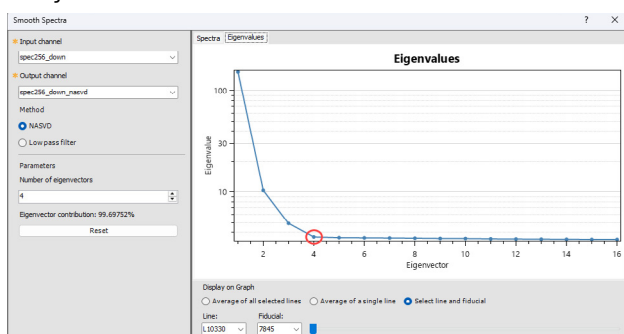 Smooth Spectra
? X
* Input channel
spec256_down
* Output channel
spec256_down_nasvd
Method
NASVD
Low pass filter
Parameters
Number of eigenvectors
4
Eigenvector contribution: 99.69752%
Reset
Spectra Eigenvalues
Eigenvalues
Eigenvalue
100
30
10
2 4 6 8 10 12 14 16
Eigenvector
Display on Graph
Average of all selected lines Average of a single line Select line and fiducial
Line: Fiducial:
L10330 7845